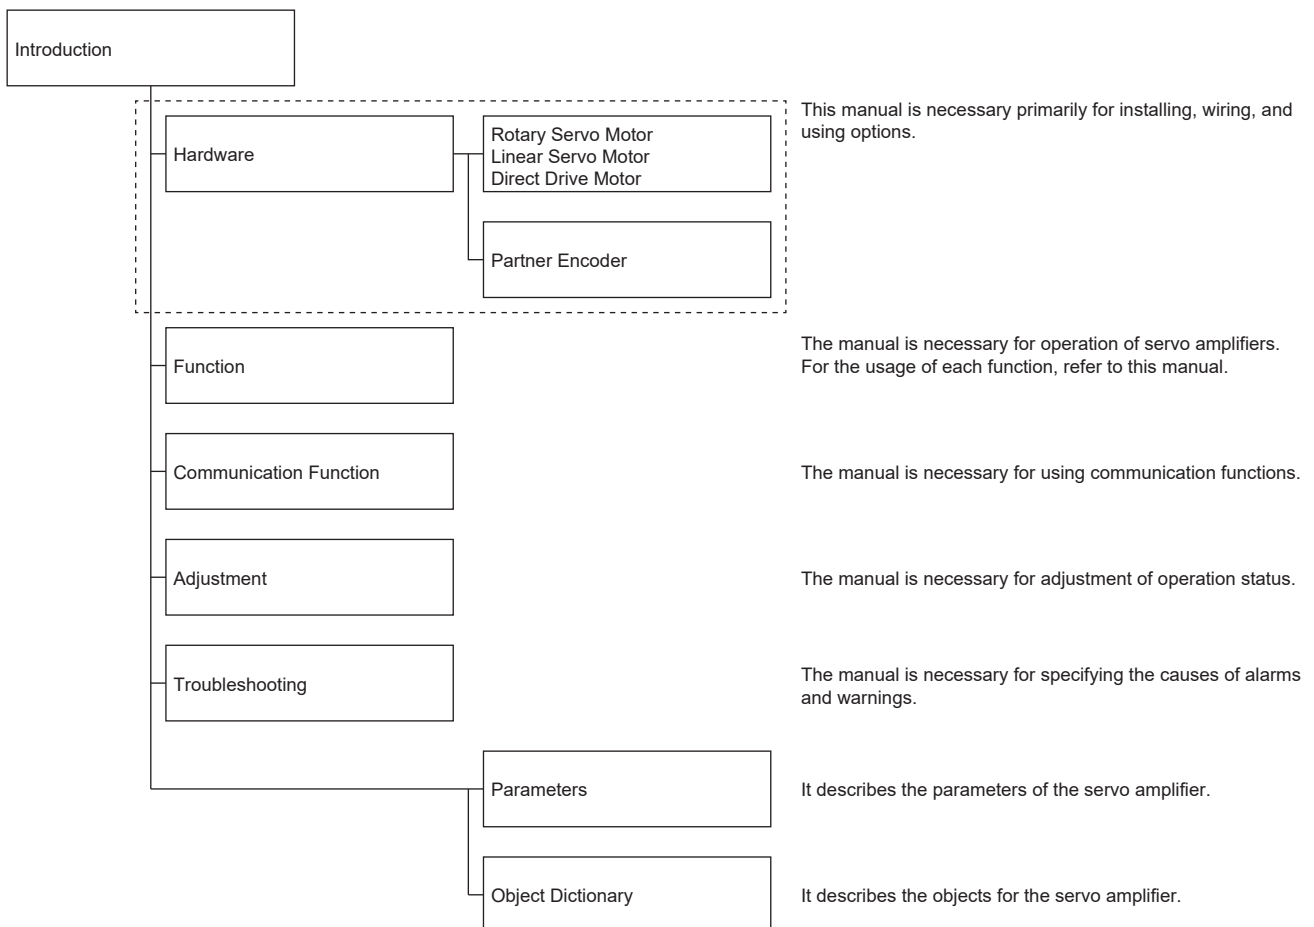 Introduction
This manual is necessary primarily for installing, wiring, and
using options.
Hardware
Rotary Servo Motor
Linear Servo Motor
Direct Drive Motor
Partner Encoder
Function
The manual is necessary for operation of servo amplifiers.
For the usage of each function, refer to this manual.
Communication Function
The manual is necessary for using communication functions.
Adjustment
The manual is necessary for adjustment of operation status.
Troubleshooting
The manual is necessary for specifying the causes of alarms
and warnings.
Parameters
It describes the parameters of the servo amplifier.
Object Dictionary
It describes the objects for the servo amplifier.